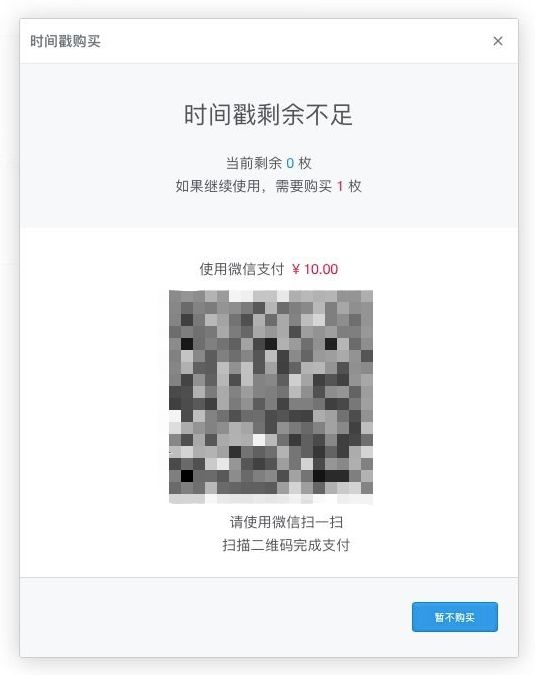 时间戳购买
×
时间戳剩余不足
当前剩余 0 枚
如果继续使用，需要购买 1 枚
使用微信支付 ¥ 10.00
请使用微信扫一扫
扫描二维码完成支付
暂不购买